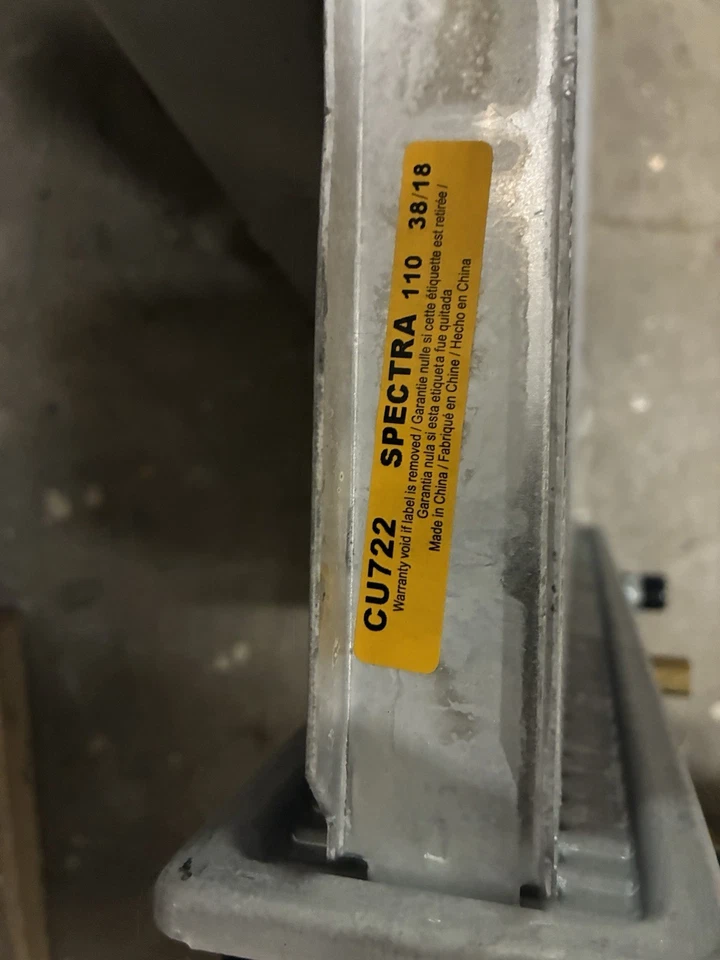 CU722 SPECTRA 110 38/18
Warranty void if label is removed / Garantie nulle si cette étiquette est retirée /
Garantia nula si esta etiqueta fue quitada
Made in China / Fabriqué en Chine / Hecho en China